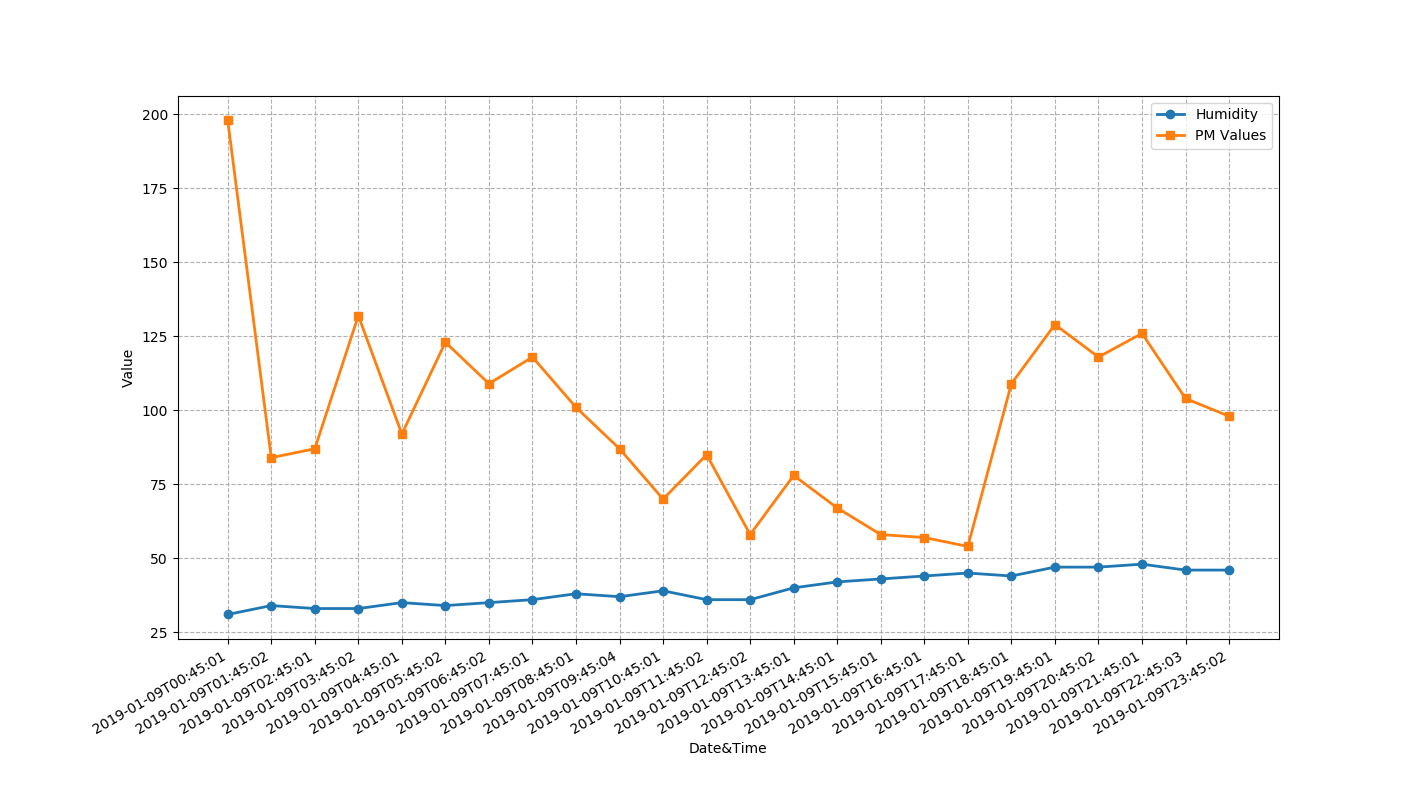 Humidity
PM Values
200
175
150
125
100
75
50
25
Value
2019-01-09T00:45:01
2019-01-09T01:45:02
2019-01-09T02:45:01
2019-01-09T03:45:02
2019-01-09T04:45:01
2019-01-09T05:45:02
2019-01-09T06:45:02
2019-01-09T07:45:01
2019-01-09T08:45:01
2019-01-09T09:45:04
2019-01-09T10:45:01
2019-01-09T11:45:02
2019-01-09T12:45:02
2019-01-09T13:45:01
2019-01-09T14:45:01
2019-01-09T15:45:01
2019-01-09T16:45:01
2019-01-09T17:45:01
2019-01-09T18:45:01
2019-01-09T19:45:01
2019-01-09T20:45:02
2019-01-09T21:45:01
2019-01-09T22:45:03
2019-01-09T23:45:02
Date&Time